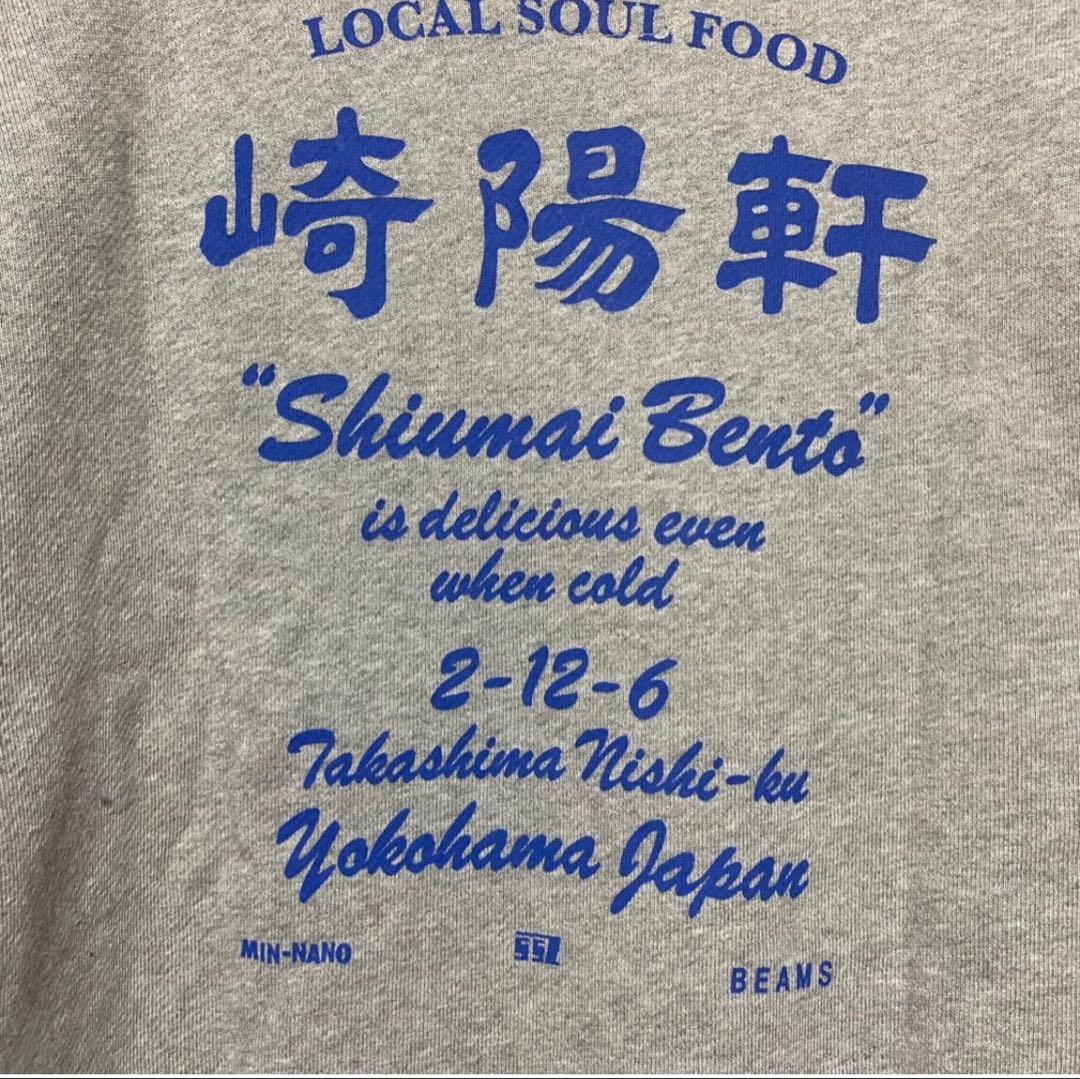 LOCAL SOUL FOOD
崎陽軒
"Shiumai Bento"
is delicious even
when cold
2-12-6
Takashima Nishi-ku
Yokohama Japan
MIN-NANO SSZ BEAMS